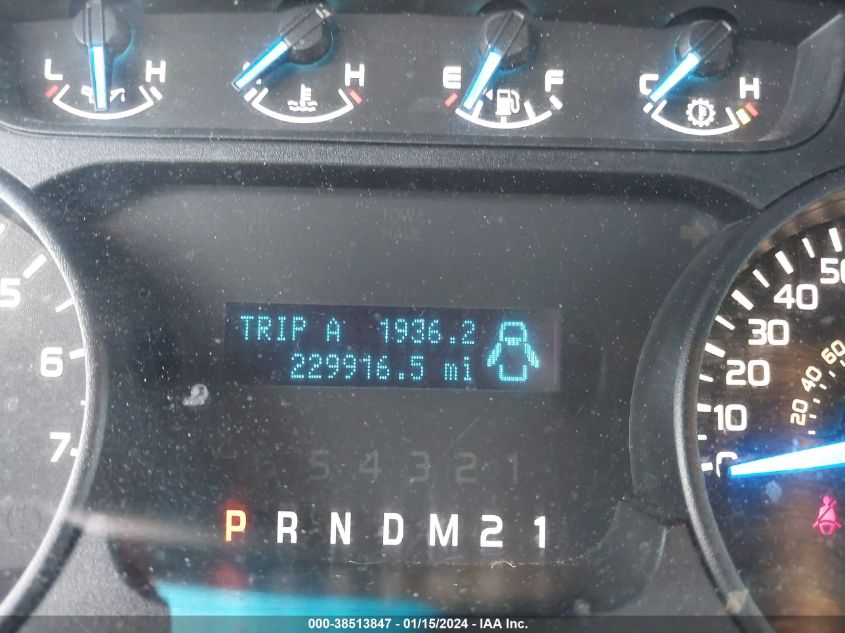 L H
H
E F
C H
TOW/
HAUL
TRIP A 1936.2
229916.5 mi
5 4 3 2 1
P R N D M 2 1
5
6
7
50
40
30
20
10
60
40
20
000-38513847 - 01/15/2024 - IAA Inc.